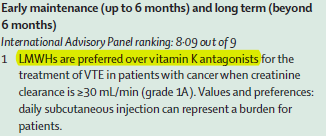 Early maintenance (up to 6 months) and long term (beyond
6 months)
International Advisory Panel ranking: 8·09 out of 9
1 LMWHs are preferred over vitamin K antagonists for the
treatment of VTE in patients with cancer when creatinine
clearance is ≥30 mL/min (grade 1A). Values and preferences:
daily subcutaneous injection can represent a burden for
patients.